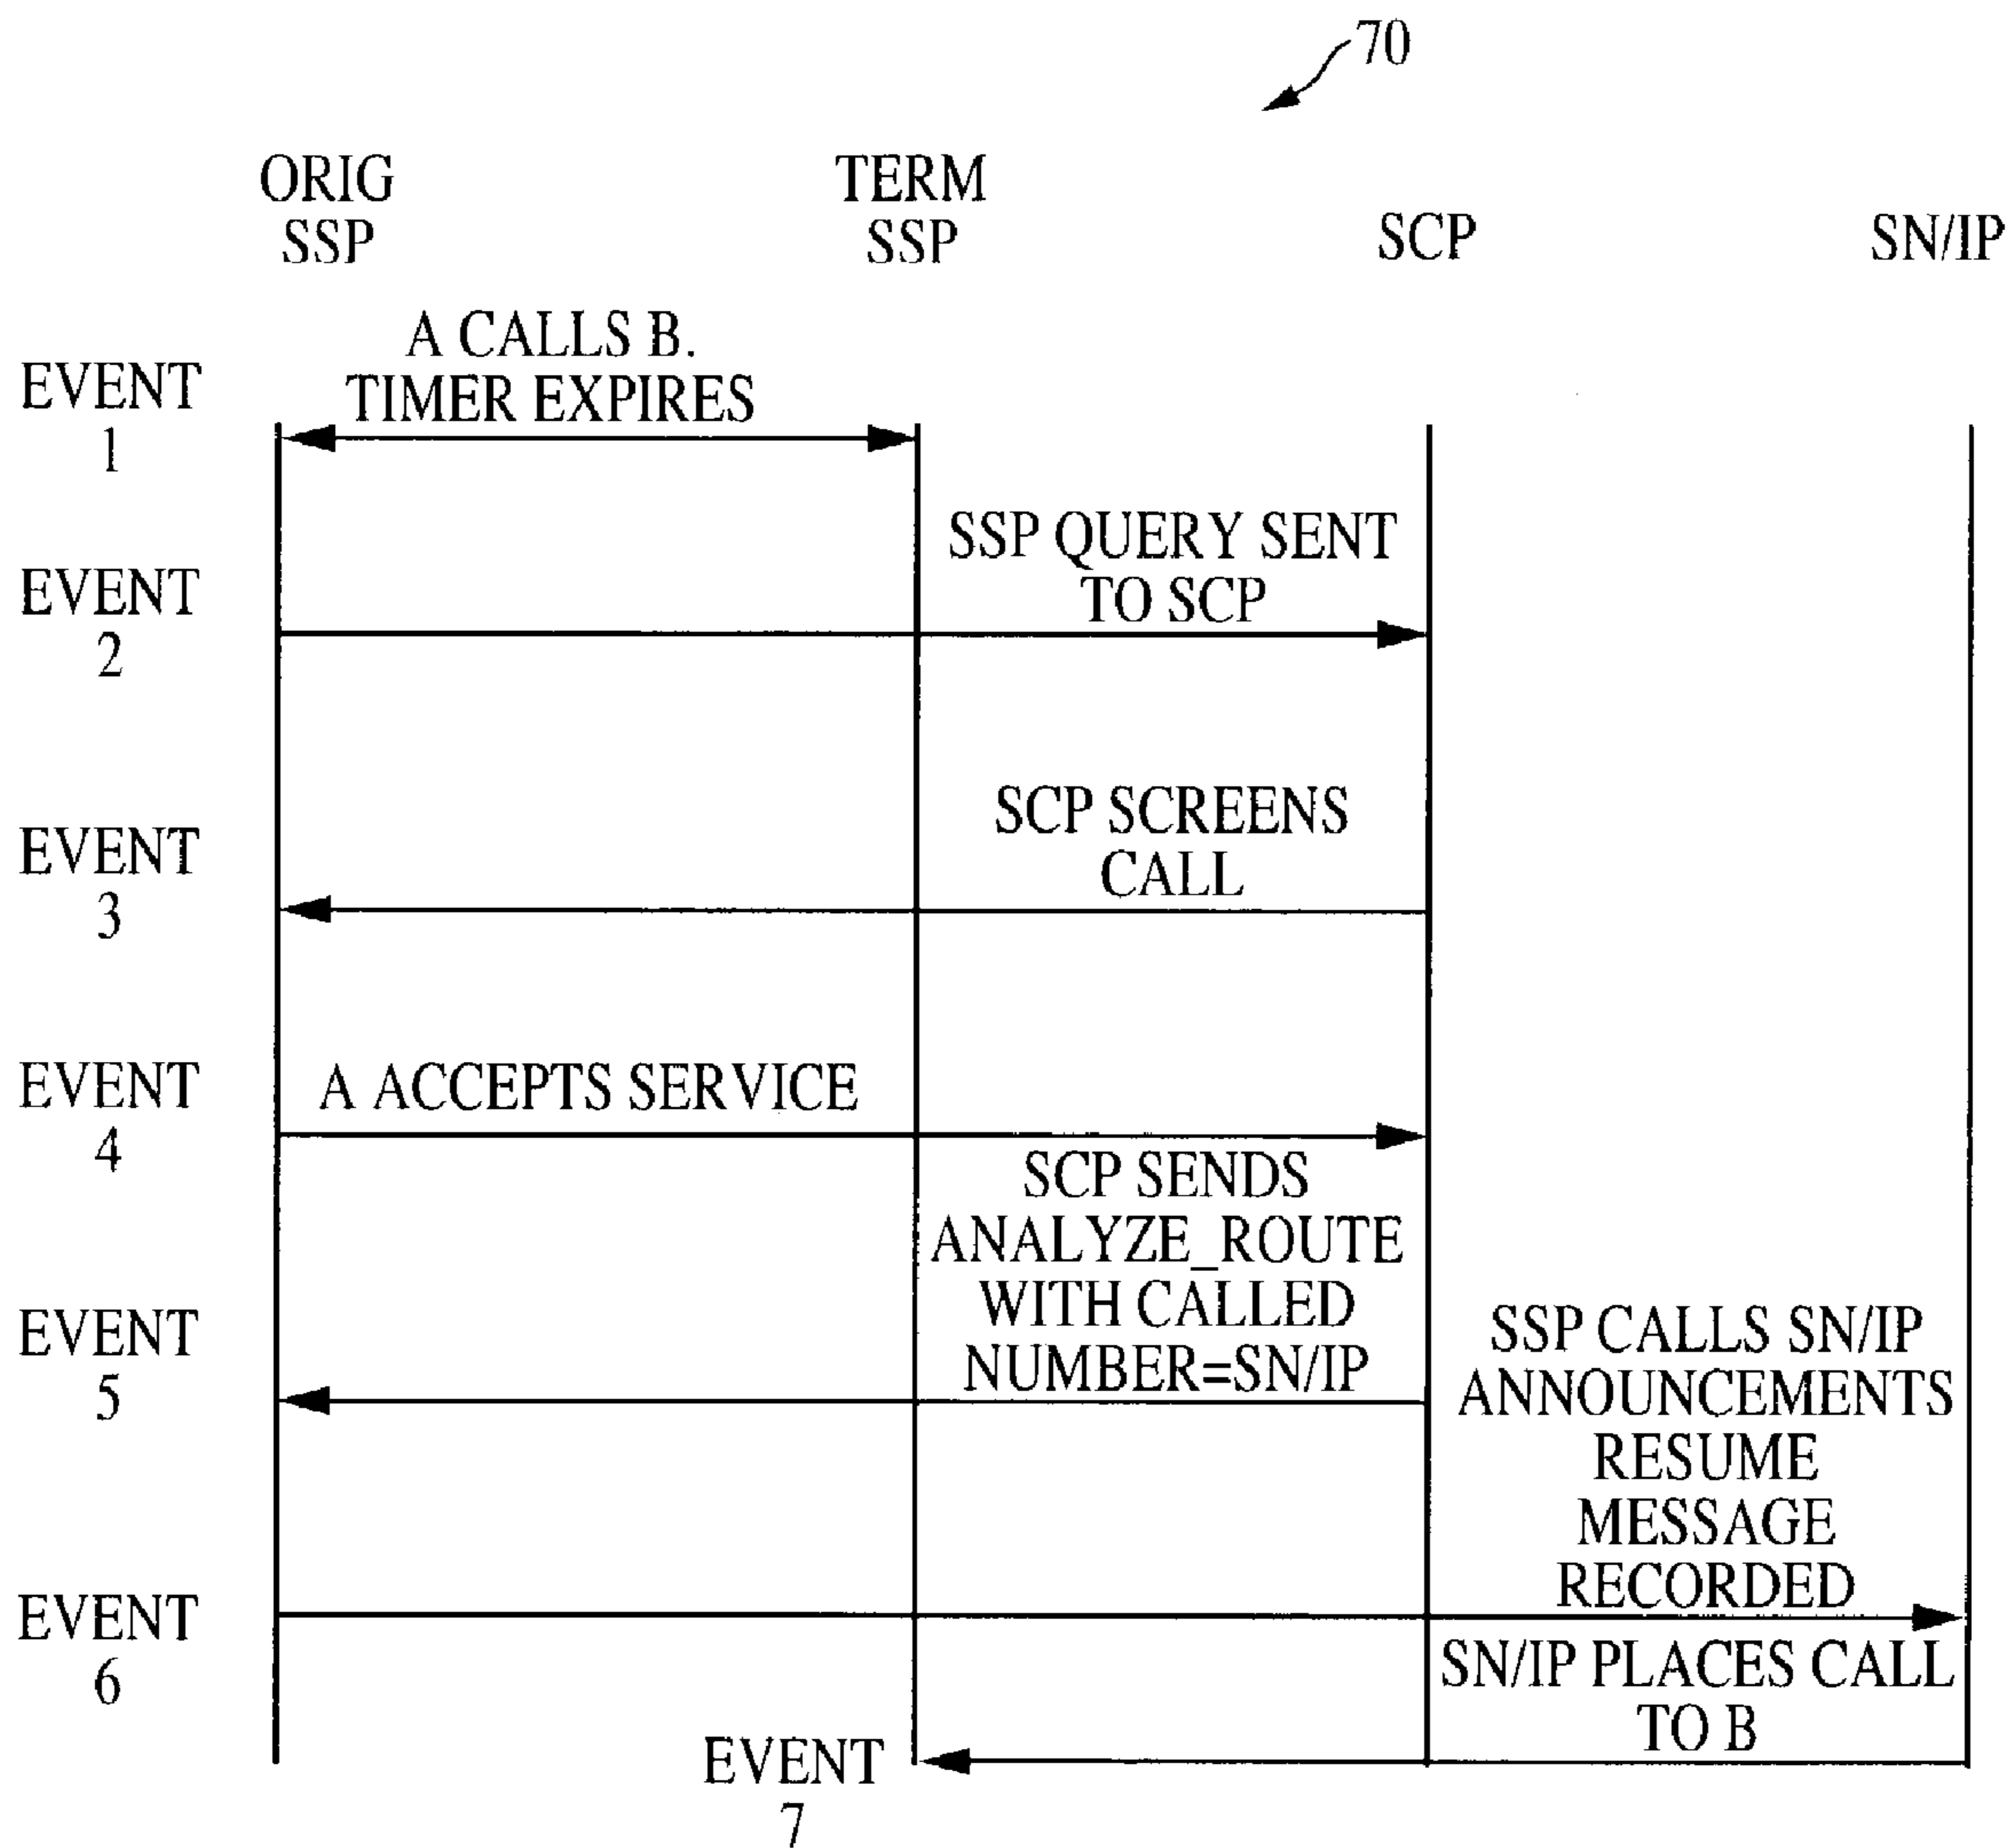 70
ORIG
SSP
TERM
SSP
SCP
SN/IP
EVENT
1
A CALLS B.
TIMER EXPIRES
EVENT
2
SSP QUERY SENT
TO SCP
EVENT
3
SCP SCREENS
CALL
EVENT
4
A ACCEPTS SERVICE
EVENT
5
SCP SENDS
ANALYZE_ROUTE
WITH CALLED
NUMBER=SN/IP
EVENT
6
SSP CALLS SN/IP
ANNOUNCEMENTS
RESUME
MESSAGE
RECORDED
EVENT
7
SN/IP PLACES CALL
TO B